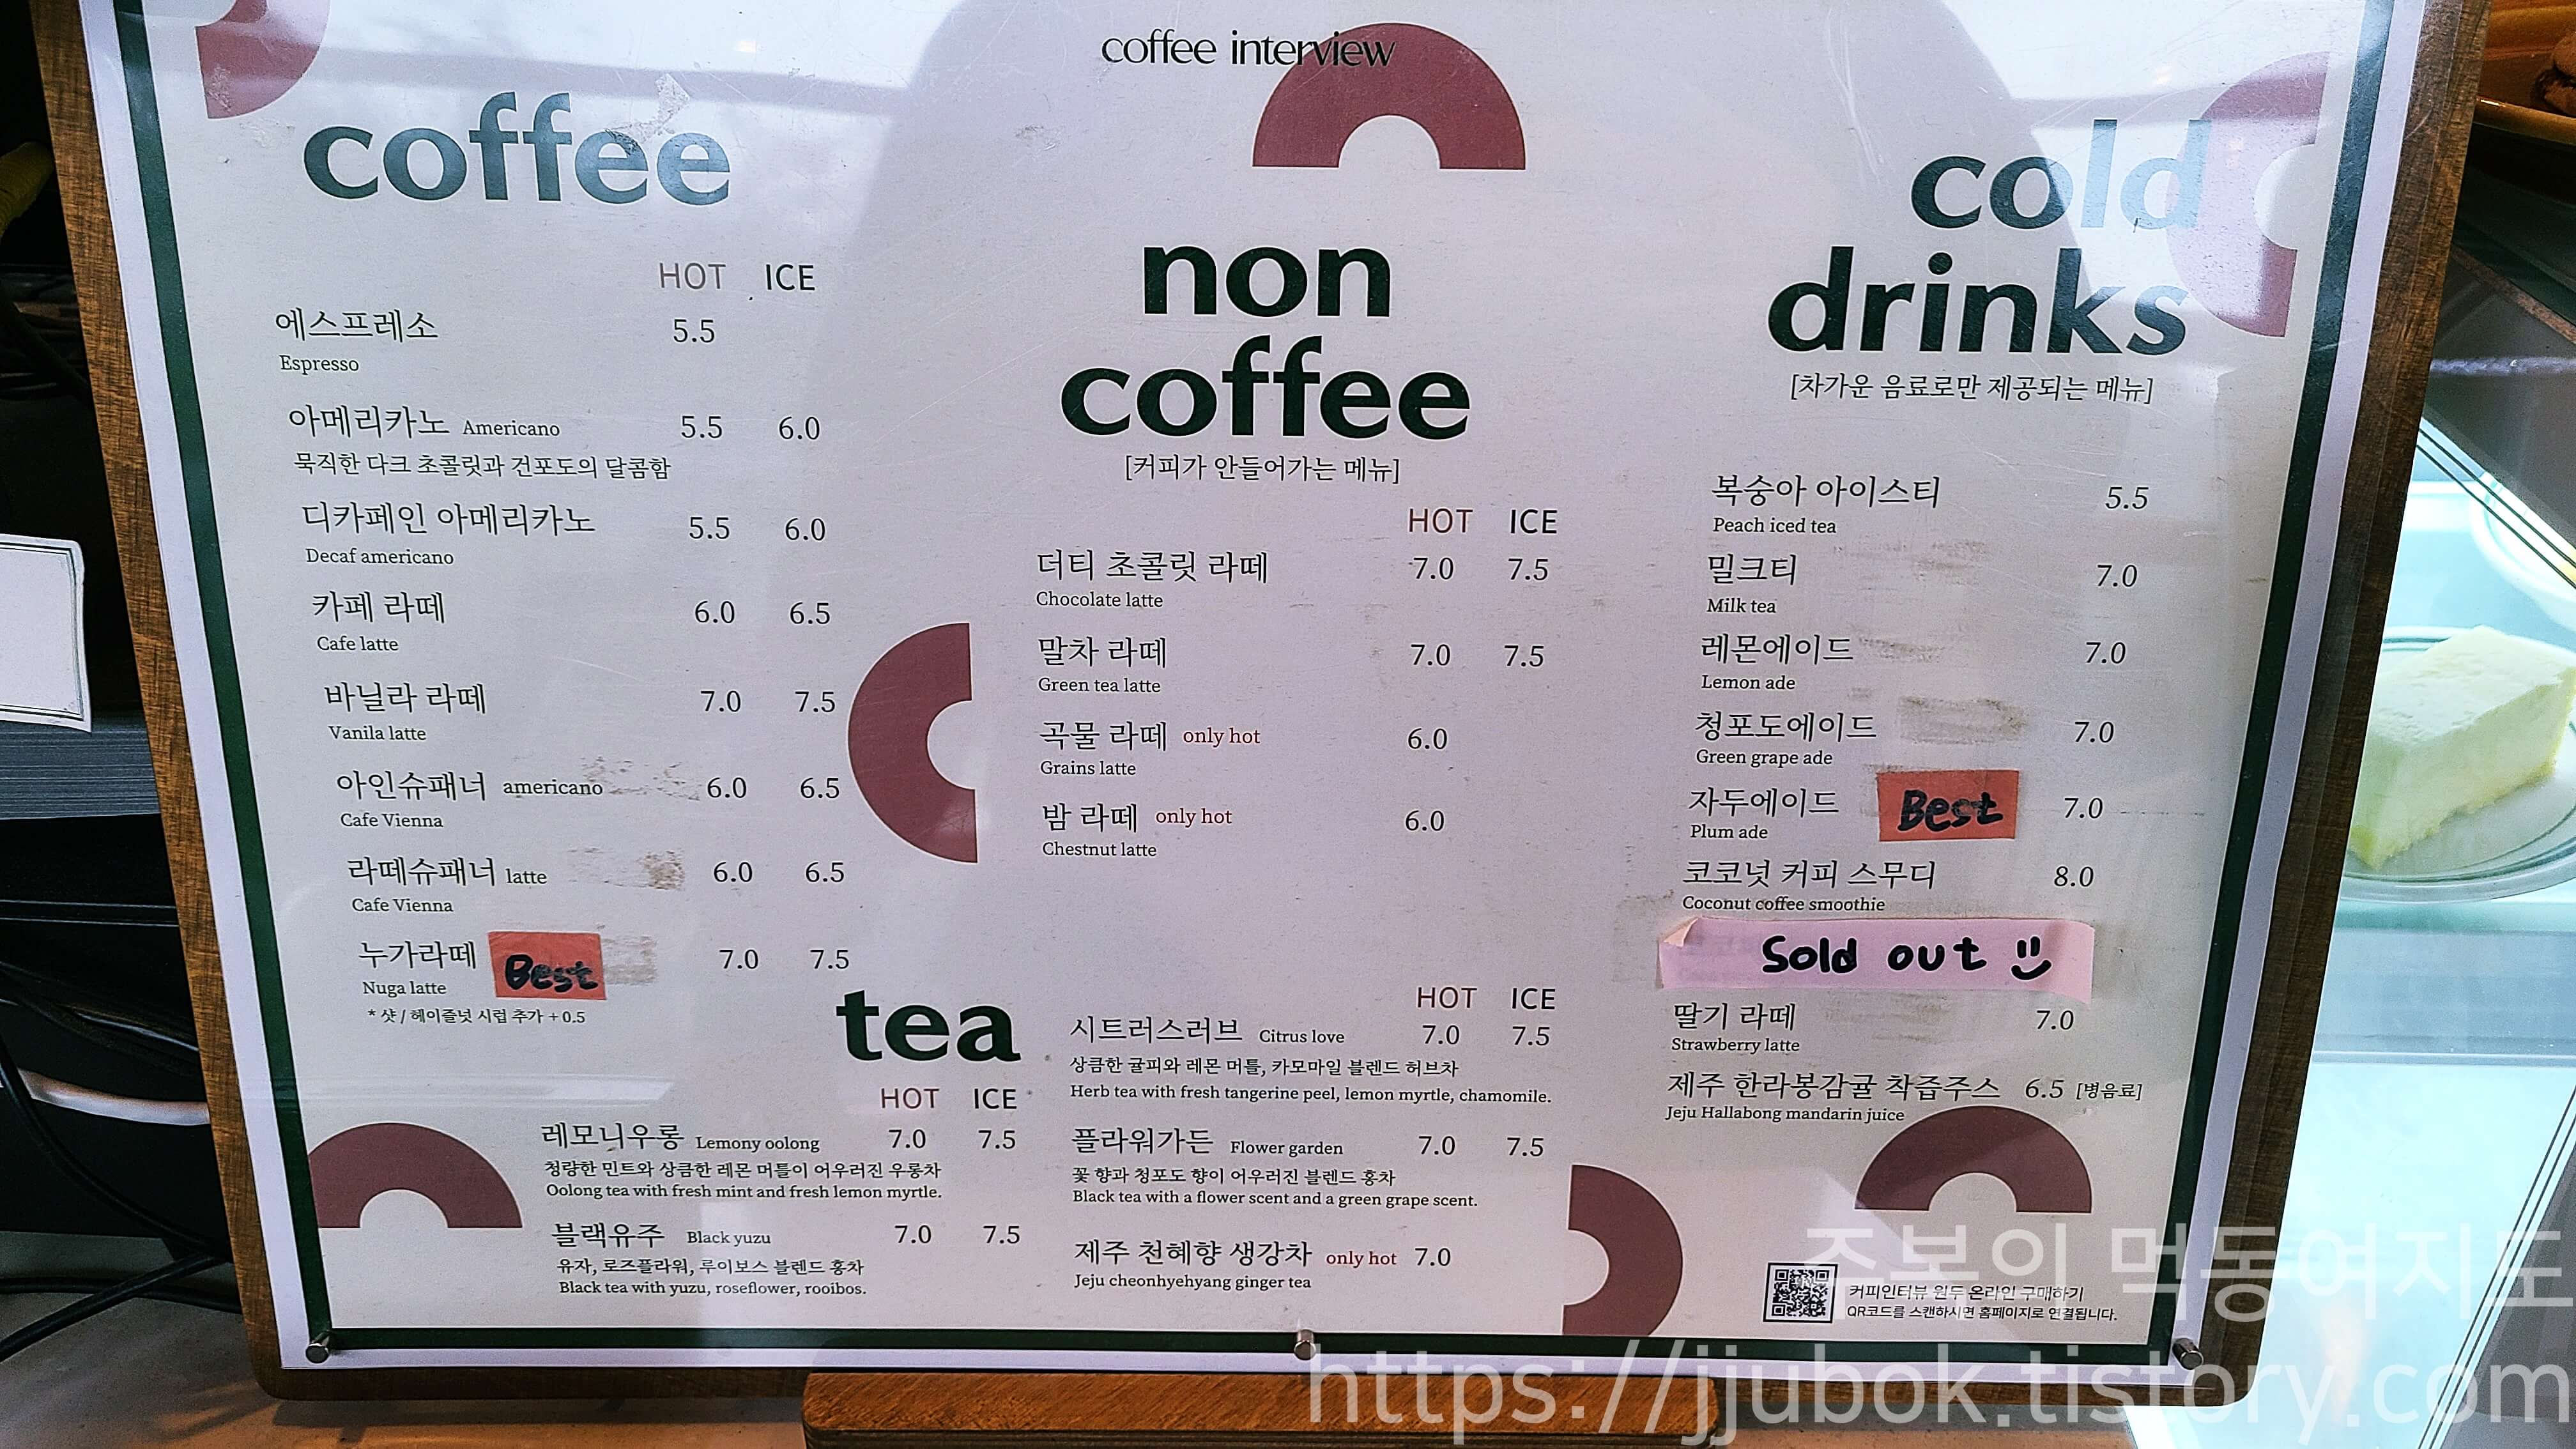 coffee interview
coffee
HOT ICE
에스프레소 5.5
Espresso
아메리카노 Americano 5.5 6.0
묵직한 다크 초콜릿과 건포도의 달콤함
디카페인 아메리카노 5.5 6.0
Decaf americano
카페 라떼 6.0 6.5
Cafe latte
바닐라 라떼 7.0 7.5
Vanila latte
아인슈패너 americano 6.0 6.5
Cafe Vienna
라떼슈패너 latte 6.0 6.5
Cafe Vienna
누가라떼 Best 7.0 7.5
Nuga latte
* 샷 / 헤이즐넛 시럽 추가 + 0.5
non
coffee
[커피가 안들어가는 메뉴]
HOT ICE
더티 초콜릿 라떼 7.0 7.5
Chocolate latte
말차 라떼 7.0 7.5
Green tea latte
곡물 라떼 only hot 6.0
Grains latte
밤 라떼 only hot 6.0
Chestnut latte
cold
drinks
[차가운 음료로만 제공되는 메뉴]
복숭아 아이스티 5.5
Peach iced tea
밀크티 7.0
Milk tea
레몬에이드 7.0
Lemon ade
청포도에이드 7.0
Green grape ade
자두에이드 Best 7.0
Plum ade
코코넛 커피 스무디 8.0
Coconut coffee smoothie
Sold out
딸기 라떼 7.0
Strawberry latte
제주 한라봉감귤 착즙주스 6.5 [병음료]
Jeju Hallabong mandarin juice
tea
HOT ICE
레모니우롱 Lemony oolong 7.0 7.5
청량한 민트와 상큼한 레몬 머틀이 어우러진 우롱차
Oolong tea with fresh mint and fresh lemon myrtle.
블랙유주 Black yuzu 7.0 7.5
유자, 로즈플라워, 루이보스 블렌드 홍차
Black tea with yuzu, roseflower, rooibos.
HOT ICE
시트러스러브 Citrus love 7.0 7.5
상큼한 귤피와 레몬 머틀, 카모마일 블렌드 허브차
Herb tea with fresh tangerine peel, lemon myrtle, chamomile.
플라워가든 Flower garden 7.0 7.5
꽃 향과 청포도 향이 어우러진 블렌드 홍차
Black tea with a flower scent and a green grape scent.
제주 천혜향 생강차 only hot 7.0
Jeju cheonhyehyang ginger tea
커피인터뷰 원두 온라인 구매하기
QR코드를 스캔하시면 홈페이지로 연결됩니다.
주복이 먹동여지도
https://jjubok.tistory.com